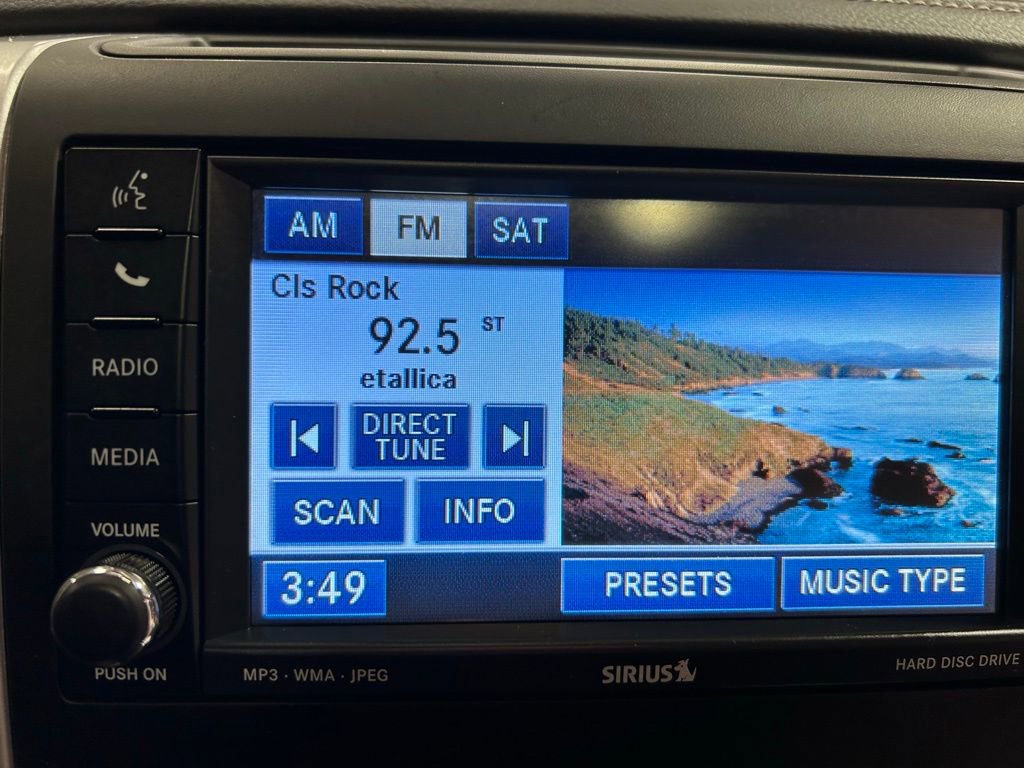 AM FM SAT
Cls Rock
92.5 ST
etallica
DIRECT
TUNE
SCAN INFO
3:49 PRESETS MUSIC TYPE
RADIO
MEDIA
VOLUME
PUSH ON
MP3 · WMA · JPEG
SIRIUS
HARD DISC DRIVE